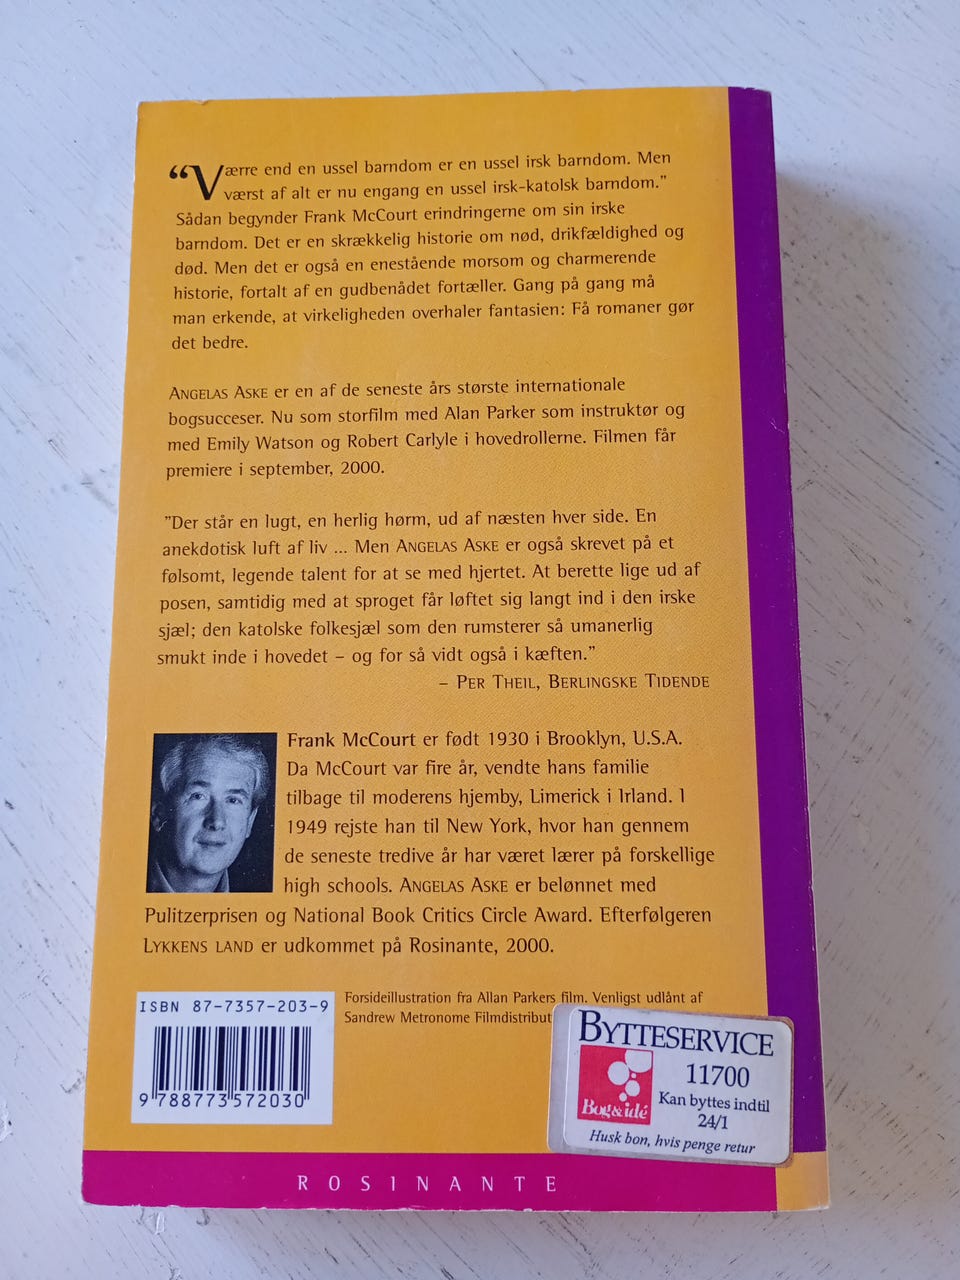 “Værre end en ussel barndom er en ussel irsk barndom. Men
værst af alt er nu engang en ussel irsk-katolsk barndom.”
Sådan begynder Frank McCourt erindringerne om sin irske
barndom. Det er en skrækkelig historie om nød, drikfældighed og
død. Men det er også en enestående morsom og charmerende
historie, fortalt af en gudbenådet fortæller. Gang på gang må
man erkende, at virkeligheden overhaler fantasien: Få romaner gør
det bedre.
ANGELAS ASKE er en af de seneste års største internationale
bogsucceser. Nu som storfilm med Alan Parker som instruktør og
med Emily Watson og Robert Carlyle i hovedrollerne. Filmen får
premiere i september, 2000.
”Der står en lugt, en herlig hørm, ud af næsten hver side. En
anekdotisk luft af liv ... Men ANGELAS ASKE er også skrevet på et
følsomt, legende talent for at se med hjertet. At berette lige ud af
posen, samtidig med at sproget får løftet sig langt ind i den irske
sjæl; den katolske folkesjæl som den rumsterer så umanerlig
smukt inde i hovedet – og for så vidt også i kæften.”
– PER THEIL, BERLINGSKE TIDENDE
Frank McCourt er født 1930 i Brooklyn, U.S.A.
Da McCourt var fire år, vendte hans familie
tilbage til moderens hjemby, Limerick i Irland. I
1949 rejste han til New York, hvor han gennem
de seneste tredive år har været lærer på forskellige
high schools. ANGELAS ASKE er belønnet med
Pulitzerprisen og National Book Critics Circle Award. Efterfølgeren
LYKKENS LAND er udkommet på Rosinante, 2000.
ISBN 87-7357-203-9
9 788773 572030
Forsideillustration fra Allan Parkers film. Venligst udlånt af
Sandrew Metronome Filmdistribut
BYTTESERVICE
11700
Bog & idé
Kan byttes indtil
24/1
Husk bon, hvis penge retur
ROSINANTE